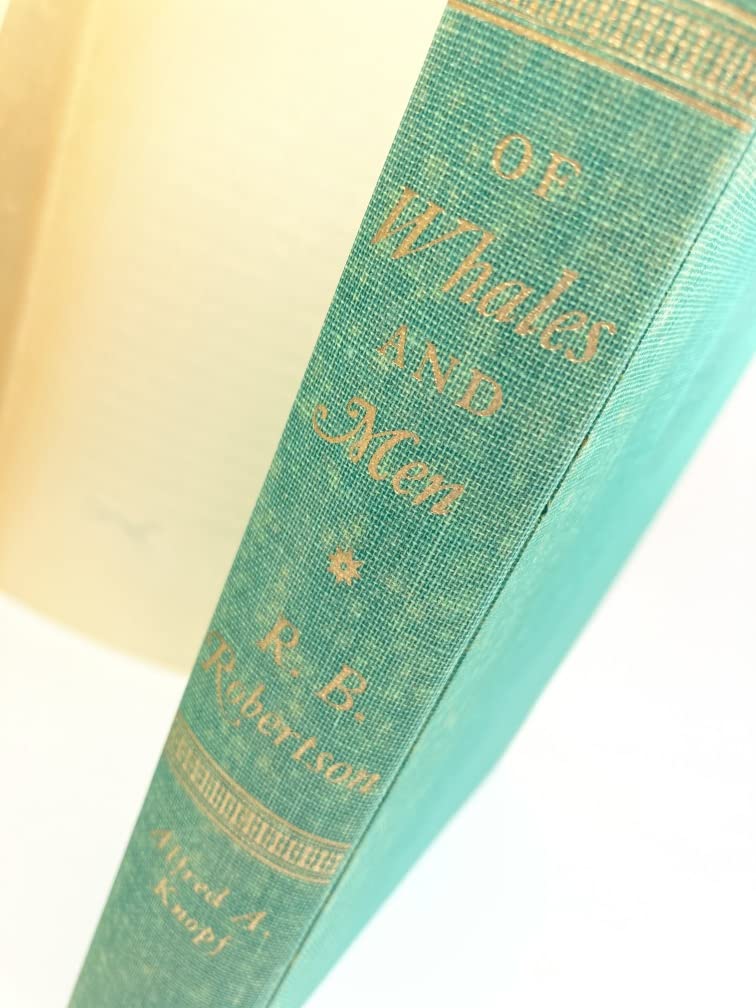 OF
Whales
AND
Men
R. B.
Robertson
Alfred A.
Knopf